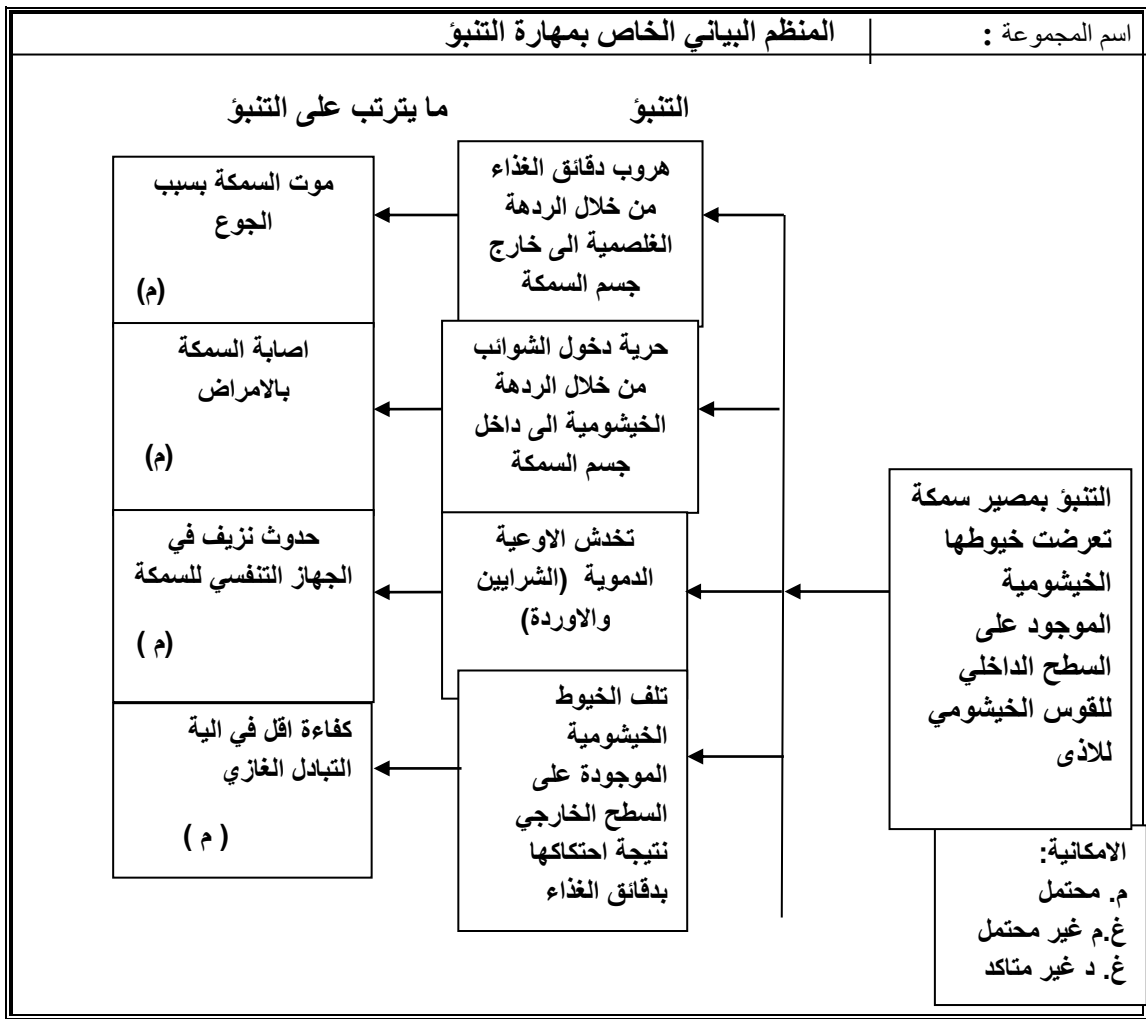 اسم المجموعة :
المنظم البياني الخاص بمهارة التنبؤ
التنبؤ
ما يترتب على التنبؤ
التنبؤ بمصير سمكة
تعرضت خيوطها
الخيشومية
الموجود على
السطح الداخلي
للقوس الخيشومي
للاذى
هروب دقائق الغذاء
من خلال الردهة
الغلصمية الى خارج
جسم السمكة
موت السمكة بسبب
الجوع
(م)
حرية دخول الشوائب
من خلال الردهة
الخيشومية الى داخل
جسم السمكة
اصابة السمكة
بالامراض
(م)
تخدش الاوعية
الدموية (الشرايين
والاوردة)
حدوث نزيف في
الجهاز التنفسي للسمكة
(م )
تلف الخيوط
الخيشومية
الموجودة على
السطح الخارجي
نتيجة احتكاكها
بدقائق الغذاء
كفاءة اقل في الية
التبادل الغازي
( م )
الامكانية:
م. محتمل
غ.م غير محتمل
غ. د غير متاكد